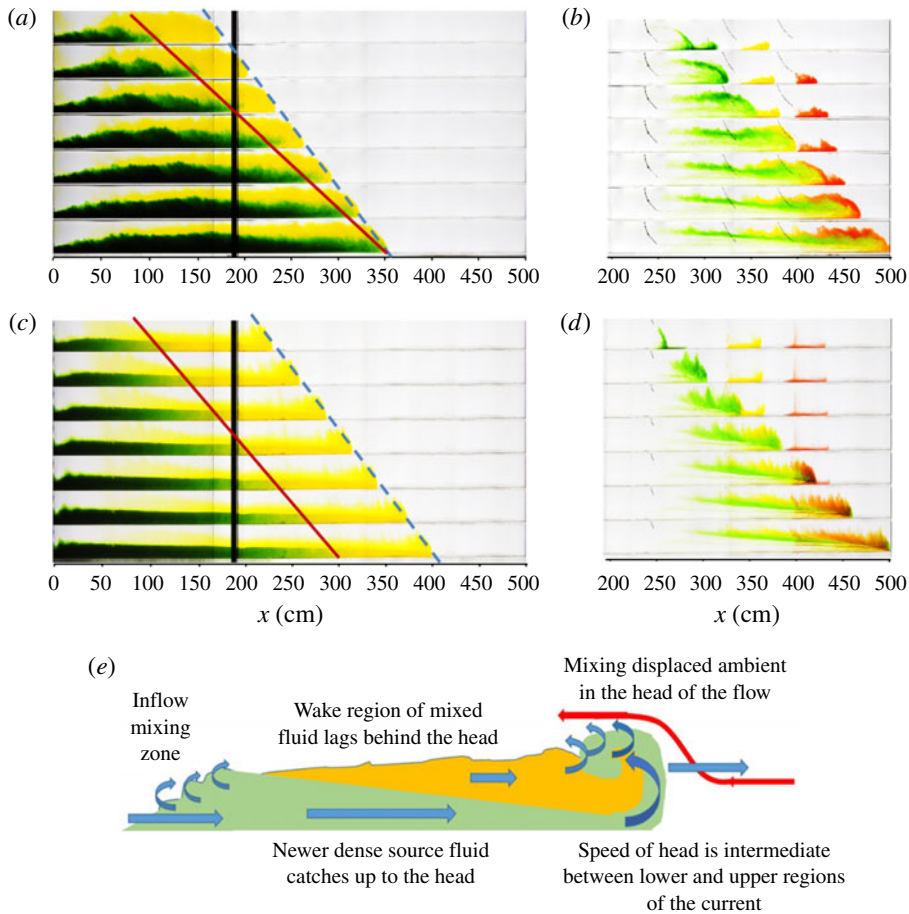 (a)
(b)
0 50 100 150 200 250 300 350 400 450 500
200 250 300 350 400 450 500
(c)
(d)
0 50 100 150 200 250 300 350 400 450 500
200 250 300 350 400 450 500
x (cm)
x (cm)
(e)
Inflow
mixing
zone
Wake region of mixed
fluid lags behind the head
Mixing displaced ambient
in the head of the flow
Newer dense source fluid
catches up to the head
Speed of head is intermediate
between lower and upper regions
of the current